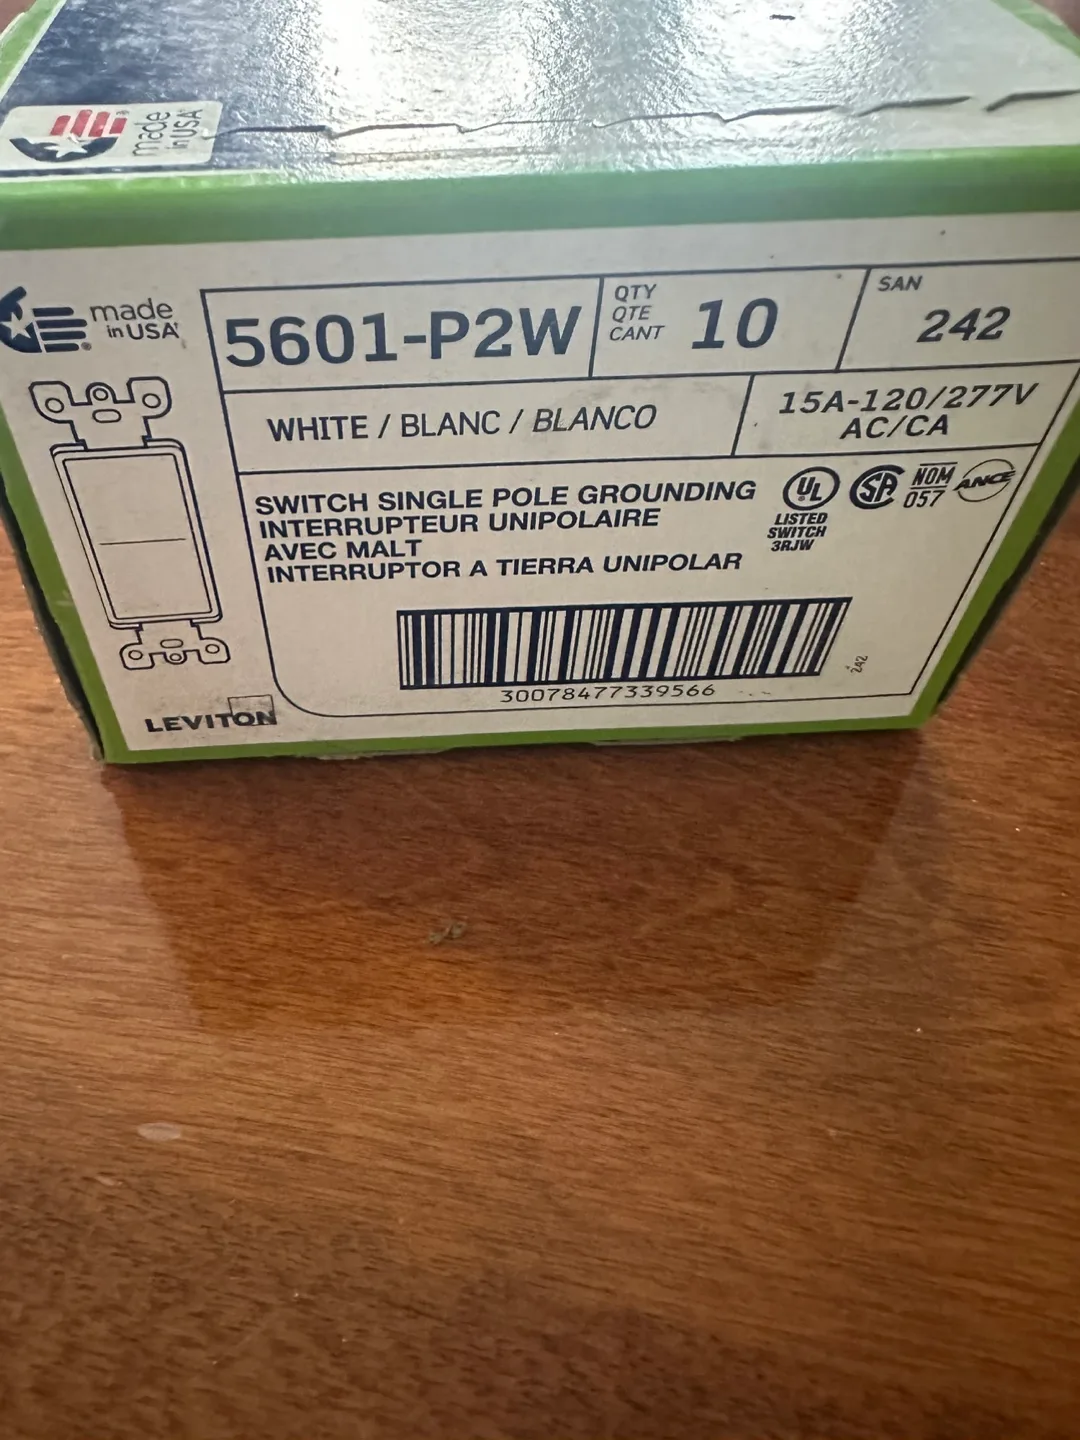 made
in USA
made
in USA
5601-P2W
QTY
QTE
CANT
10
SAN
242
WHITE / BLANC / BLANCO
15A-120/277V
AC/CA
SWITCH SINGLE POLE GROUNDING
INTERRUPTEUR UNIPOLAIRE
AVEC MALT
INTERRUPTOR A TIERRA UNIPOLAR
UL
LISTED
SWITCH
3RJW
SA
NOM
057
ANCE
30078477339566
242
LEVITON